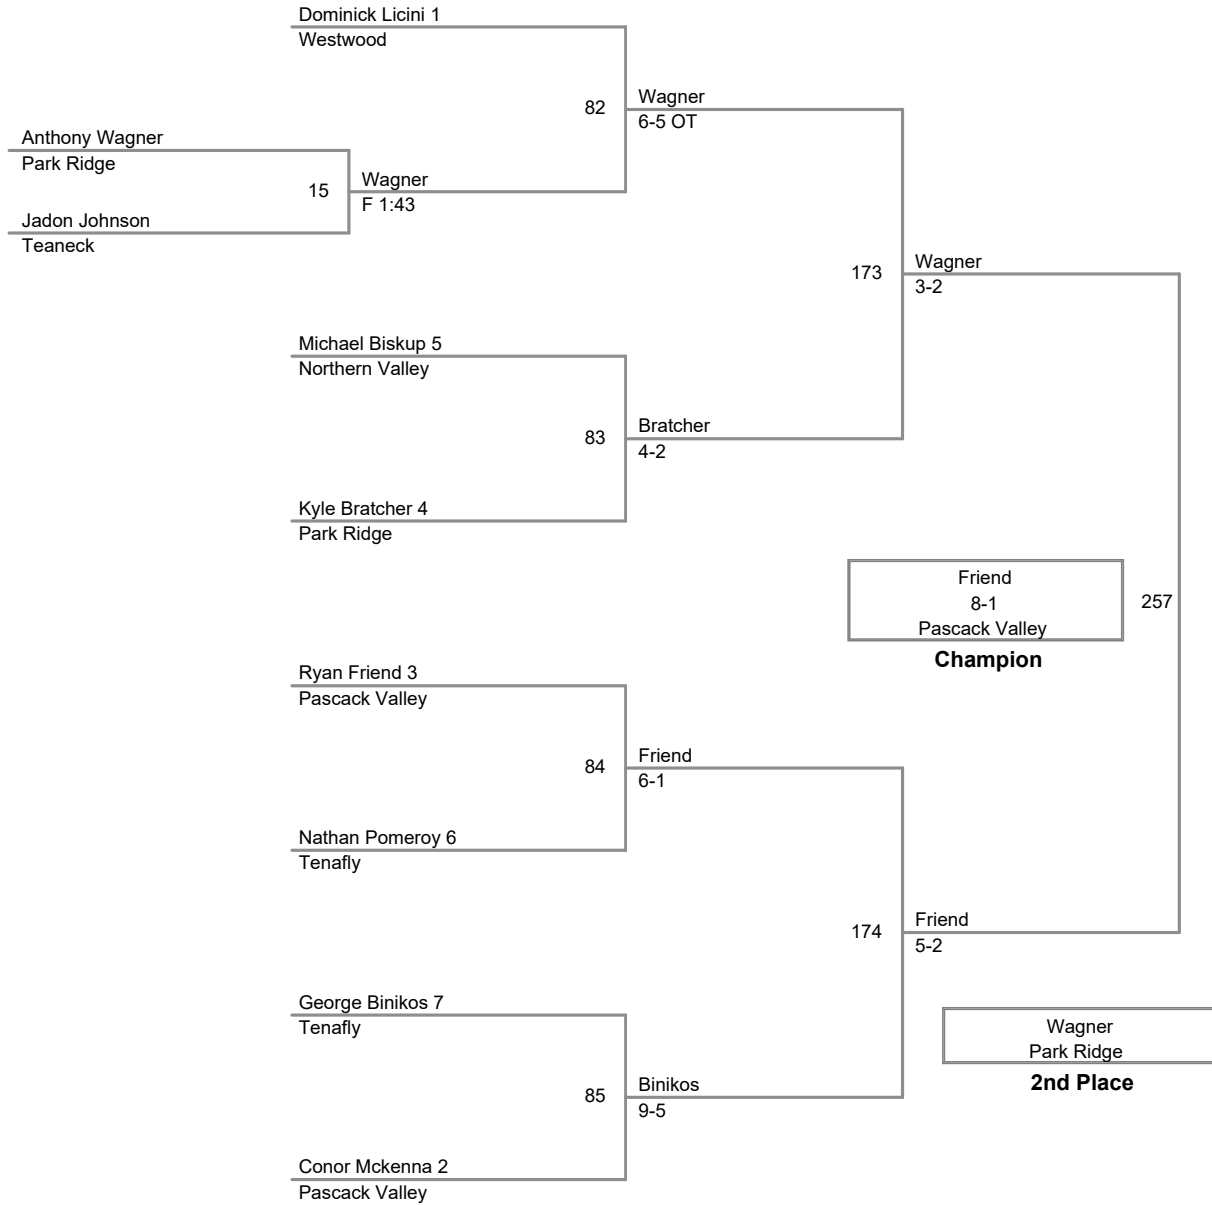 Dominick Licini 1
Westwood
82
Wagner
6-5 OT
Anthony Wagner
Park Ridge
15
Wagner
F 1:43
Jadon Johnson
Teaneck
173
Wagner
3-2
Michael Biskup 5
Northern Valley
83
Bratcher
4-2
Kyle Bratcher 4
Park Ridge
Friend
8-1
Pascack Valley
Champion
257
Ryan Friend 3
Pascack Valley
84
Friend
6-1
Nathan Pomeroy 6
Tenafly
174
Friend
5-2
George Binikos 7
Tenafly
Wagner
Park Ridge
2nd Place
85
Binikos
9-5
Conor Mckenna 2
Pascack Valley